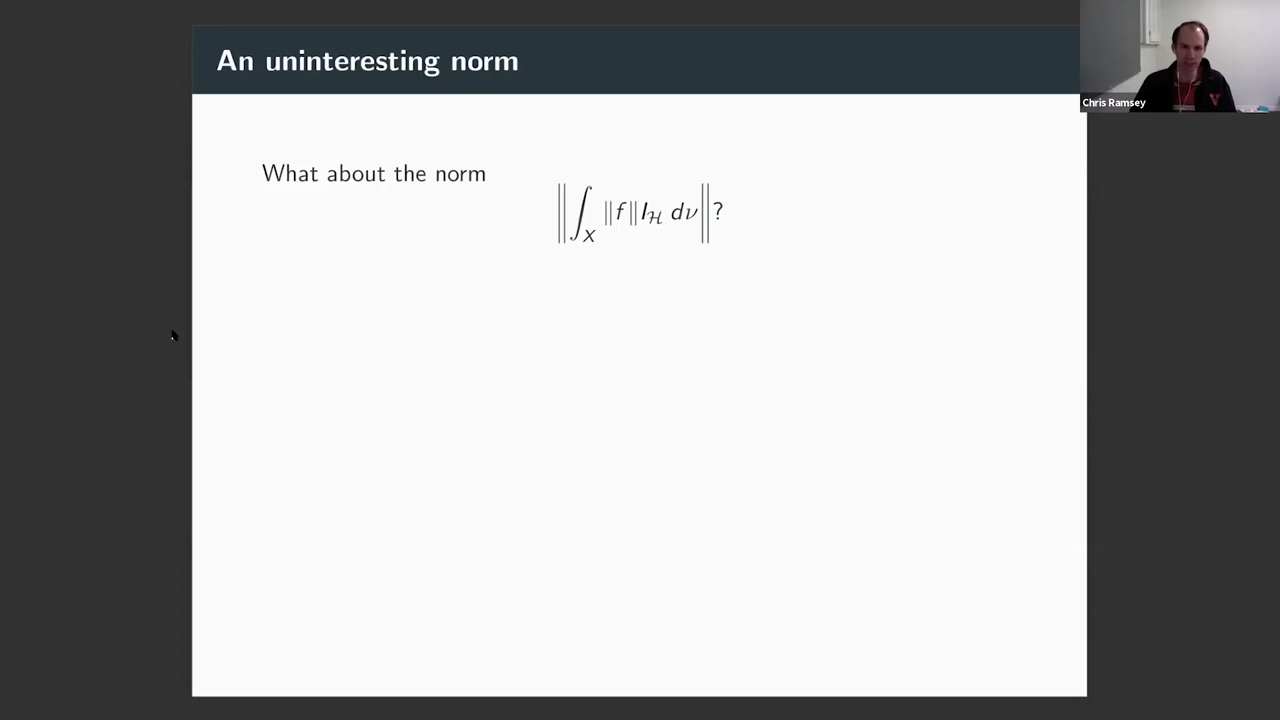 An uninteresting norm
Chris Ramsey
What about the norm
‖∫_X ‖f‖I_ℋ dν‖?